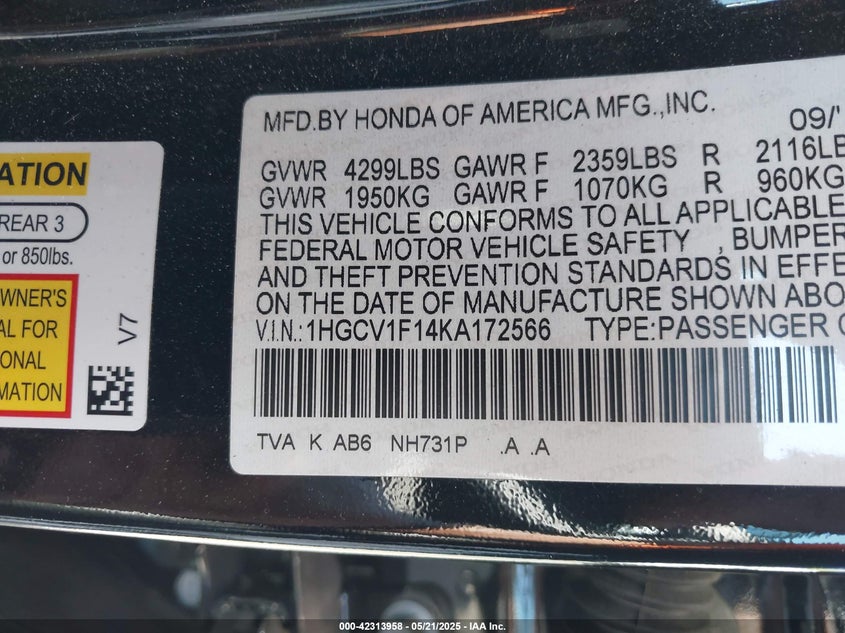 ATION
REAR 3
or 850lbs.
WNER'S
AL FOR
ONAL
MATION
V7
MFD.BY HONDA OF AMERICA MFG.,INC.
09/
GVWR 4299LBS GAWR F 2359LBS R 2116LB
GVWR 1950KG GAWR F 1070KG R 960KG
THIS VEHICLE CONFORMS TO ALL APPLICABLE
FEDERAL MOTOR VEHICLE SAFETY , BUMPER
AND THEFT PREVENTION STANDARDS IN EFFE
ON THE DATE OF MANUFACTURE SHOWN ABO
V.I.N.:1HGCV1F14KA172566 TYPE:PASSENGER C
TVA K AB6 NH731P .A .A
000-42313958 - 05/21/2025 - IAA Inc.